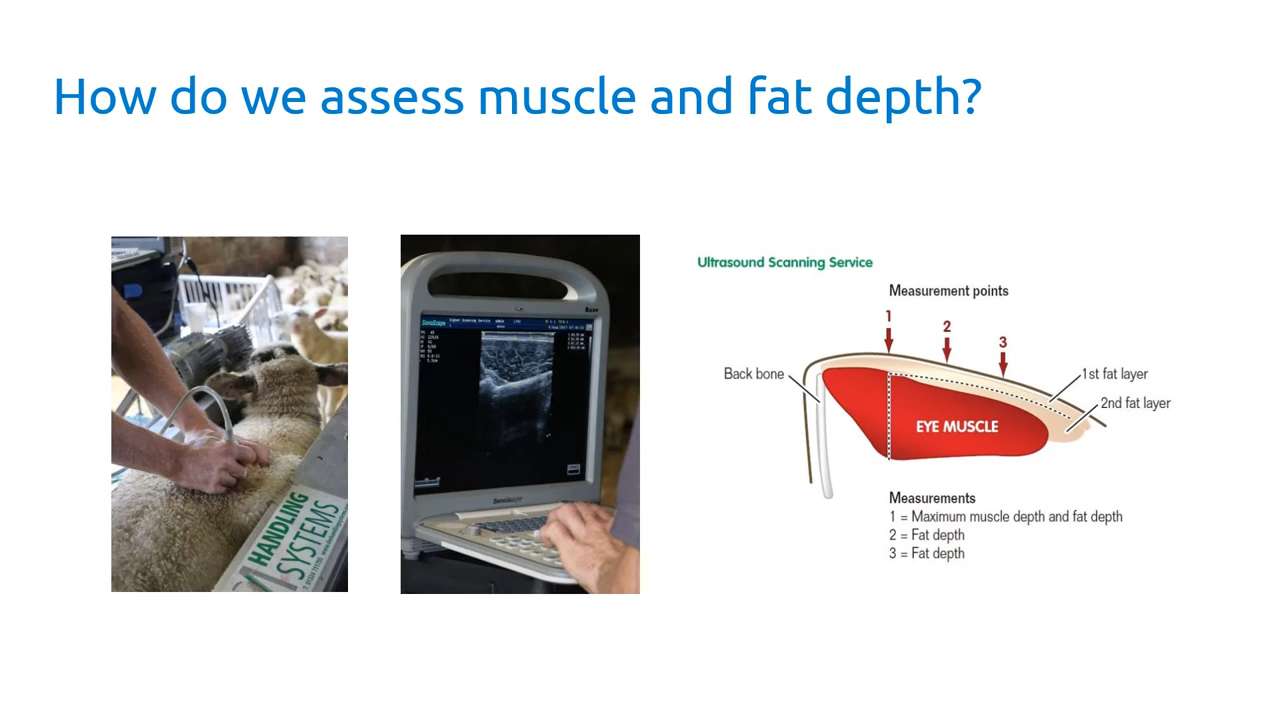 How do we assess muscle and fat depth?
HANDLING
SYSTEMS
SonoScape
SonoScape
Ultrasound Scanning Service
Measurement points
1
2
3
Back bone
1st fat layer
2nd fat layer
EYE MUSCLE
Measurements
1 = Maximum muscle depth and fat depth
2 = Fat depth
3 = Fat depth